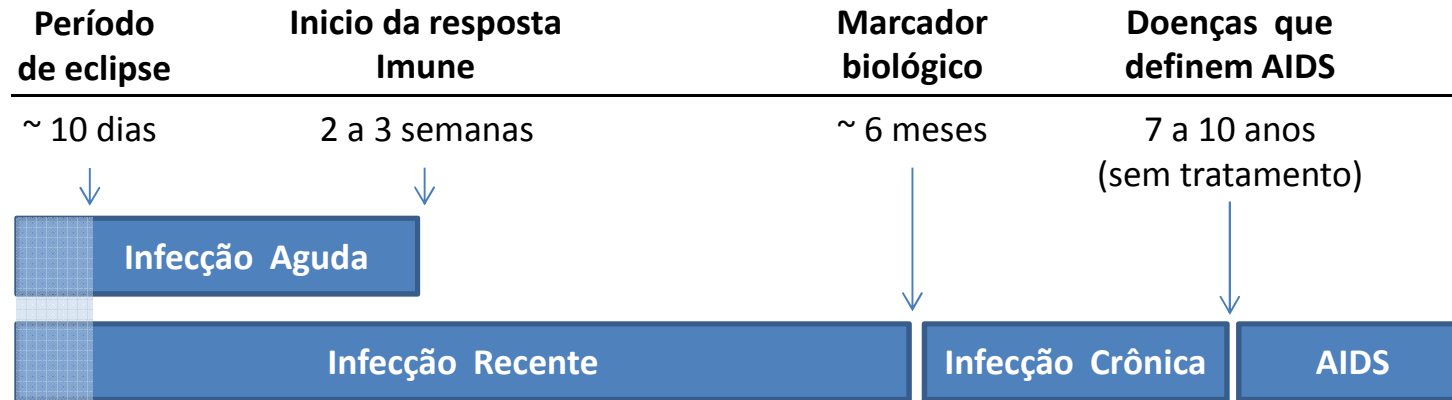 Período
de eclipse
Inicio da resposta
Imune
Marcador
biológico
Doenças que
definem AIDS
~ 10 dias
2 a 3 semanas
~ 6 meses
7 a 10 anos
(sem tratamento)
Infecção Aguda
Infecção Recente
Infecção Crônica
AIDS